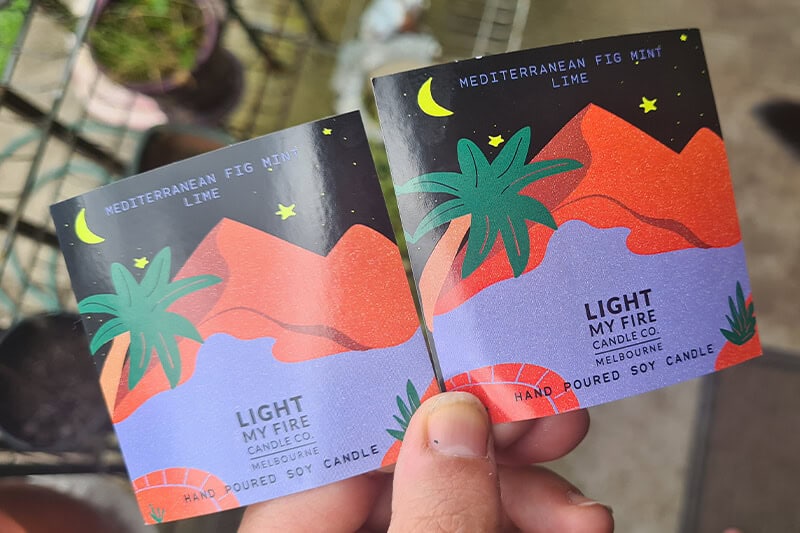 MEDITERRANEAN FIG MINT
LIME
LIGHT
MY FIRE
CANDLE CO.
MELBOURNE
HAND POURED SOY CANDLE
MEDITERRANEAN FIG MINT
LIME
LIGHT
MY FIRE
CANDLE CO.
MELBOURNE
HAND POURED SOY CANDLE